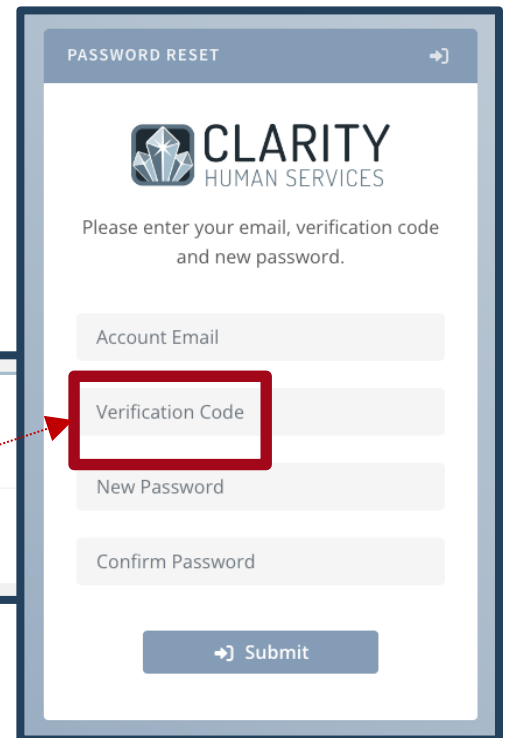 PASSWORD RESET
CLARITY
HUMAN SERVICES
Please enter your email, verification code
and new password.
Account Email
Verification Code
New Password
Confirm Password
Submit